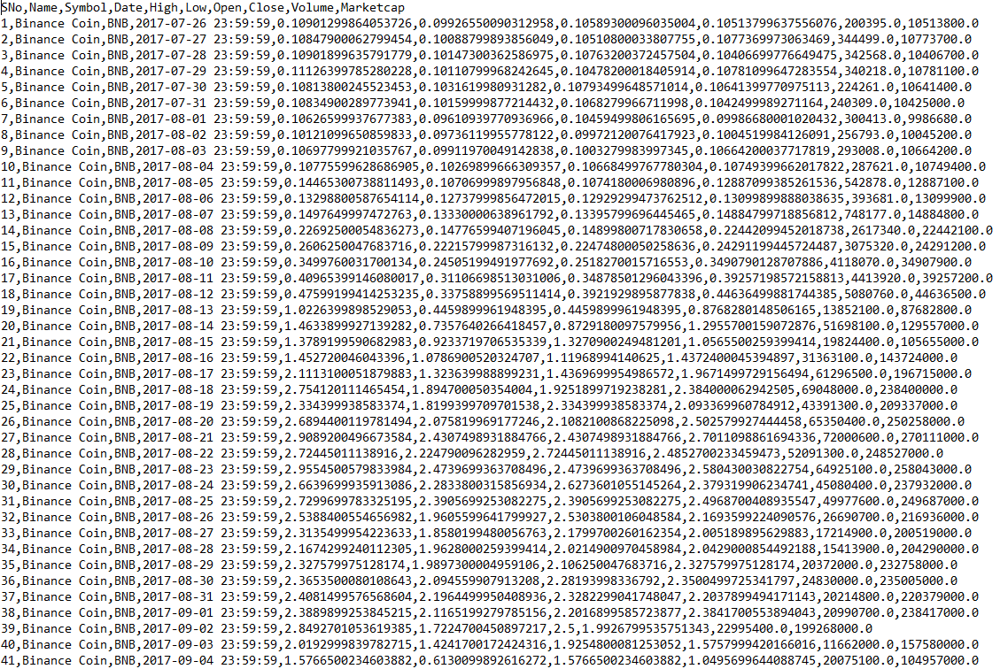 SNo,Name,Symbol,Date,High,Low,Open,Close,Volume,Marketcap
1,Binance Coin,BNB,2017-07-26 23:59:59,0.10901299864053726,0.09926550090312958,0.10589300096035004,0.10513799637556076,200395.0,10513800.0
2,Binance Coin,BNB,2017-07-27 23:59:59,0.10847900062799454,0.10088799893856049,0.10510800033807755,0.1077369973063469,344499.0,10773700.0
3,Binance Coin,BNB,2017-07-28 23:59:59,0.10901899635791779,0.10147300362586975,0.10763200372457504,0.10406699776649475,342568.0,10406700.0
4,Binance Coin,BNB,2017-07-29 23:59:59,0.11126399785280228,0.10110799968242645,0.10478200018405914,0.10781099647283554,340218.0,10781100.0
5,Binance Coin,BNB,2017-07-30 23:59:59,0.10813800245523453,0.1031619980931282,0.10793499648571014,0.10641399770975113,224261.0,10641400.0
6,Binance Coin,BNB,2017-07-31 23:59:59,0.10834900289773941,0.10159999877214432,0.1068279966711998,0.1042499989271164,240309.0,10425000.0
7,Binance Coin,BNB,2017-08-01 23:59:59,0.10626599937677383,0.09610939770936966,0.10459499806165695,0.09986680001020432,300413.0,9986680.0
8,Binance Coin,BNB,2017-08-02 23:59:59,0.10121099650859833,0.09736119955778122,0.09972120076417923,0.1004519984126091,256793.0,10045200.0
9,Binance Coin,BNB,2017-08-03 23:59:59,0.10697799921035767,0.09911970049142838,0.1003279983997345,0.10664200037717819,293008.0,10664200.0
10,Binance Coin,BNB,2017-08-04 23:59:59,0.10775599628686905,0.10269899666309357,0.10668499767780304,0.10749399662017822,287621.0,10749400.0
11,Binance Coin,BNB,2017-08-05 23:59:59,0.14465300738811493,0.10706999897956848,0.1074180006980896,0.12887099385261536,542878.0,12887100.0
12,Binance Coin,BNB,2017-08-06 23:59:59,0.13298800587654114,0.12737999856472015,0.12929299473762512,0.13099899888038635,393681.0,13099900.0
13,Binance Coin,BNB,2017-08-07 23:59:59,0.1497649997472763,0.13330000638961792,0.13395799696445465,0.14884799718856812,748177.0,14884800.0
14,Binance Coin,BNB,2017-08-08 23:59:59,0.22692500054836273,0.14776599407196045,0.14899800717830658,0.22442099452018738,2617340.0,22442100.0
15,Binance Coin,BNB,2017-08-09 23:59:59,0.2606250047683716,0.22215799987316132,0.22474800050258636,0.24291199445724487,3075320.0,24291200.0
16,Binance Coin,BNB,2017-08-10 23:59:59,0.3499760031700134,0.24505199491977692,0.2518270015716553,0.3490790128707886,4118070.0,34907900.0
17,Binance Coin,BNB,2017-08-11 23:59:59,0.40965399146080017,0.31106698513031006,0.34878501296043396,0.39257198572158813,4413920.0,39257200.0
18,Binance Coin,BNB,2017-08-12 23:59:59,0.47599199414253235,0.33758899569511414,0.3921929895877838,0.44636499881744385,5080760.0,44636500.0
19,Binance Coin,BNB,2017-08-13 23:59:59,1.0226399898529053,0.4459899961948395,0.4459899961948395,0.8768280148506165,13852100.0,87682800.0
20,Binance Coin,BNB,2017-08-14 23:59:59,1.4633899927139282,0.7357640266418457,0.8729180097579956,1.2955700159072876,51698100.0,129557000.0
21,Binance Coin,BNB,2017-08-15 23:59:59,1.3789199590682983,0.9233719706535339,1.3270900249481201,1.0565500259399414,19824400.0,105655000.0
22,Binance Coin,BNB,2017-08-16 23:59:59,1.452720046043396,1.0786900520324707,1.11968994140625,1.4372400045394897,31363100.0,143724000.0
23,Binance Coin,BNB,2017-08-17 23:59:59,2.1113100051879883,1.323639988899231,1.4369699954986572,1.9671499729156494,61296500.0,196715000.0
24,Binance Coin,BNB,2017-08-18 23:59:59,2.754120111465454,1.894700050354004,1.9251899719238281,2.384000062942505,69048000.0,238400000.0
25,Binance Coin,BNB,2017-08-19 23:59:59,2.334399938583374,1.8199399709701538,2.334399938583374,2.093369960784912,43391300.0,209337000.0
26,Binance Coin,BNB,2017-08-20 23:59:59,2.689440011978149​4,2.075819969177246,2.1082100868225098,2.502579927444458,65350400.0,250258000.0
27,Binance Coin,BNB,2017-08-21 23:59:59,2.9089200496673584,2.4307498931884766,2.4307498931884766,2.7011098861694336,72000600.0,270111000.0
28,Binance Coin,BNB,2017-08-22 23:59:59,2.72445011138916,2.224790096282959,2.72445011138916,2.4852700233459473,52091300.0,248527000.0
29,Binance Coin,BNB,2017-08-23 23:59:59,2.9554500579833984,2.4739699363708496,2.4739699363708496,2.580430030822754,64925100.0,258043000.0
30,Binance Coin,BNB,2017-08-24 23:59:59,2.6639699935913086,2.2833800315856934,2.6273601055145264,2.379319906234741,45080400.0,237932000.0
31,Binance Coin,BNB,2017-08-25 23:59:59,2.7299699783325195,2.3905699253082275,2.3905699253082275,2.4968700408935547,49977600.0,249687000.0
32,Binance Coin,BNB,2017-08-26 23:59:59,2.5388400554656982,1.9605599641799927,2.5303800106048584,2.1693599224090576,26690700.0,216936000.0
33,Binance Coin,BNB,2017-08-27 23:59:59,2.3135499954223633,1.8580199480056763,2.1799700260162354,2.005189895629883,17214900.0,200519000.0
34,Binance Coin,BNB,2017-08-28 23:59:59,2.1674299240112305,1.9628000259399414,2.0214900970458984,2.0429000854492188,15413900.0,204290000.0
35,Binance Coin,BNB,2017-08-29 23:59:59,2.327579975128174,1.9897300004959106,2.106250047683716,2.327579975128174,20372000.0,232758000.0
36,Binance Coin,BNB,2017-08-30 23:59:59,2.3653500080108643,2.094559907913208,2.28193998336792,2.3500499725341797,24830000.0,235005000.0
37,Binance Coin,BNB,2017-08-31 23:59:59,2.4081499576568604,2.1964499950408936,2.3282299041748047,2.2037899494171143,20214800.0,220379000.0
38,Binance Coin,BNB,2017-09-01 23:59:59,2.3889899253845215,2.1165199279785156,2.2016899585723877,2.3841700553894043,20990700.0,238417000.0
39,Binance Coin,BNB,2017-09-02 23:59:59,2.8492701053619385,1.7224700450897217,2.5,1.9926799535751343,22995400.0,199268000.0
40,Binance Coin,BNB,2017-09-03 23:59:59,2.0192999839782715,1.4241700172424316,1.9254800081253052,1.5757999420166016,11662000.0,157580000.0
41,Binance Coin,BNB,2017-09-04 23:59:59,1.5766500234603882,0.6130099892616272,1.5766500234603882,1.0495699644088745,20075100.0,104957000.0